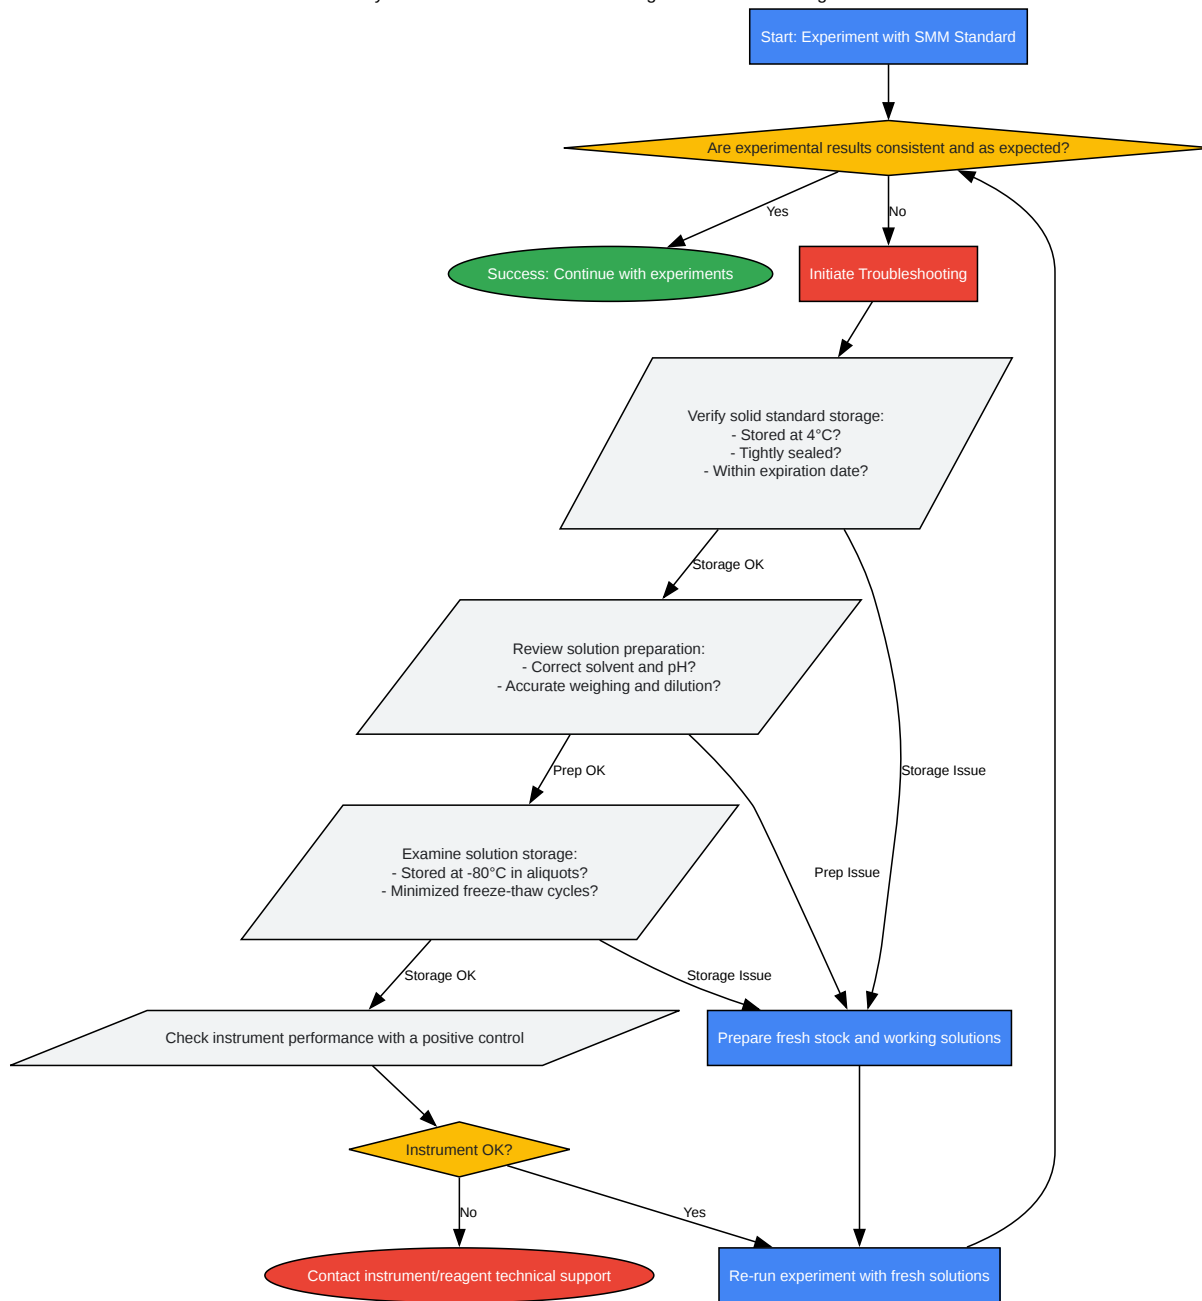 Start: Experiment with SMM Standard
Are experimental results consistent and as expected?
Yes
No
Success: Continue with experiments
Initiate Troubleshooting
Verify solid standard storage:
- Stored at 4°C?
- Tightly sealed?
- Within expiration date?
Storage OK
Review solution preparation:
- Correct solvent and pH?
- Accurate weighing and dilution?
Prep OK
Storage Issue
Examine solution storage:
- Stored at -80°C in aliquots?
- Minimized freeze-thaw cycles?
Prep Issue
Storage OK
Storage Issue
Check instrument performance with a positive control
Prepare fresh stock and working solutions
Instrument OK?
No
Yes
Contact instrument/reagent technical support
Re-run experiment with fresh solutions